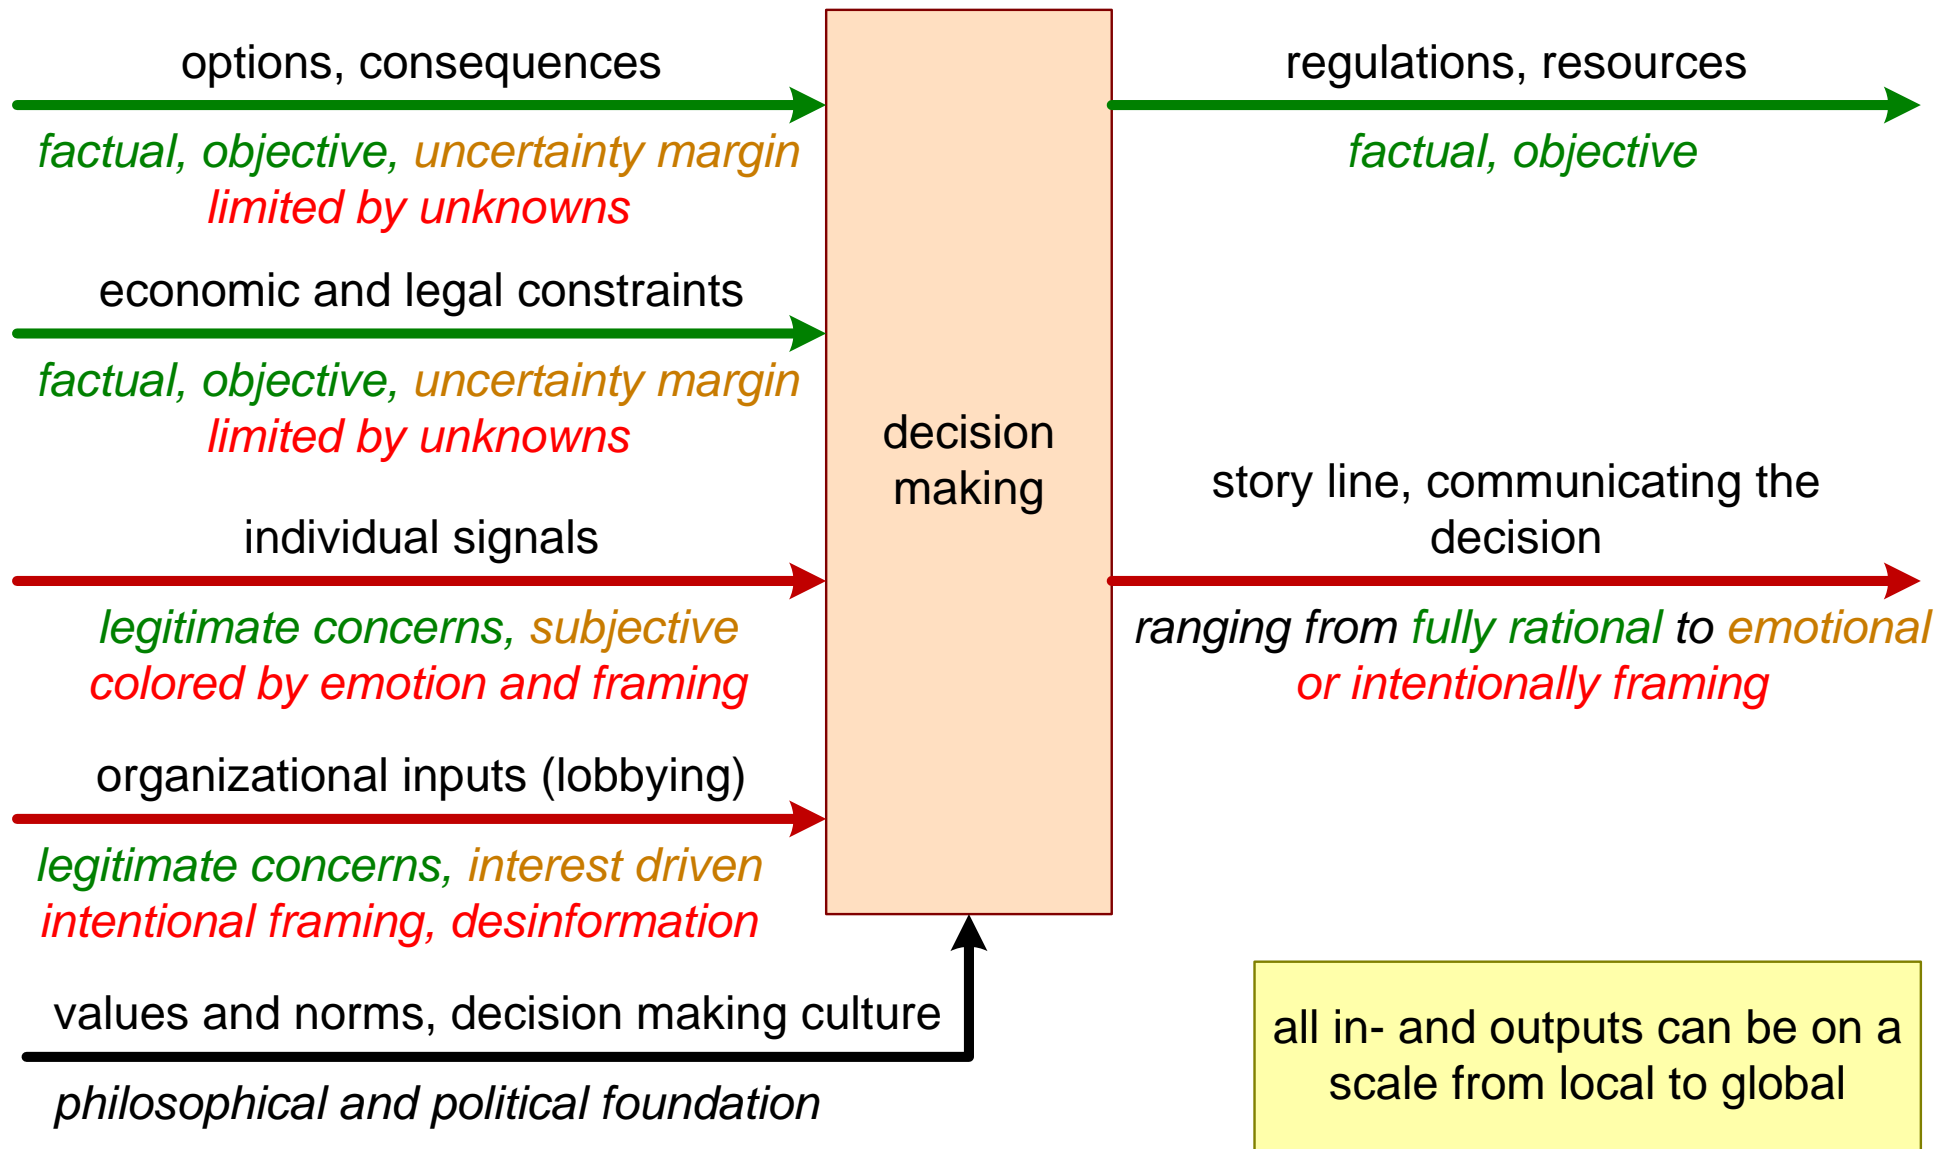 options, consequences
factual, objective, uncertainty margin
limited by unknowns
economic and legal constraints
factual, objective, uncertainty margin
limited by unknowns
individual signals
legitimate concerns, subjective
colored by emotion and framing
organizational inputs (lobbying)
legitimate concerns, interest driven
intentional framing, desinformation
values and norms, decision making culture
philosophical and political foundation
decision
making
regulations, resources
factual, objective
story line, communicating the
decision
ranging from fully rational to emotional
or intentionally framing
all in- and outputs can be on a
scale from local to global